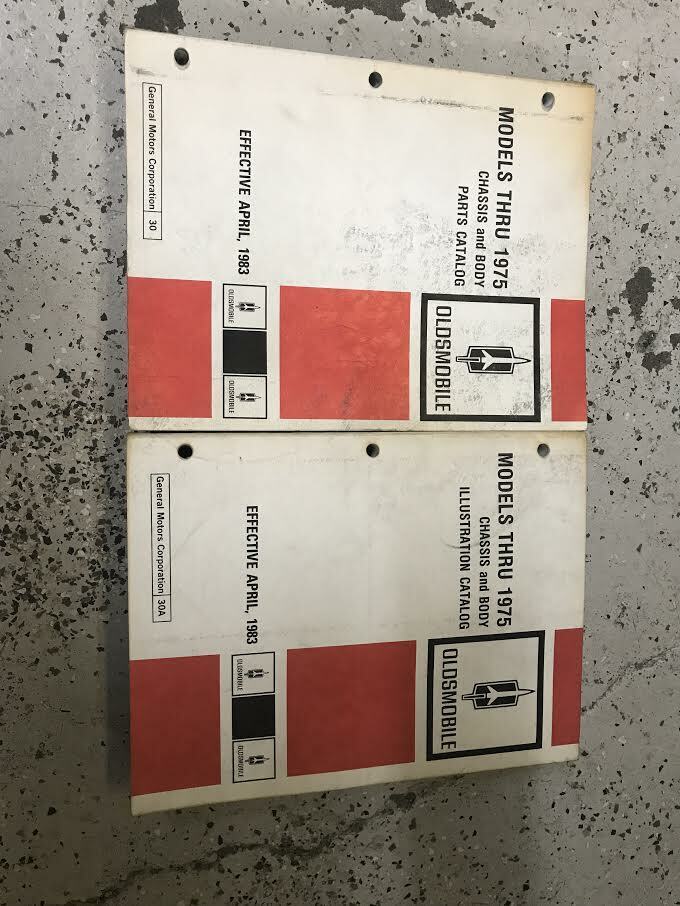 MODELS THRU 1975
CHASSIS and BODY
PARTS CATALOG
OLDSMOBILE
EFFECTIVE APRIL, 1983
OLDSMOBILE
OLDSMOBILE
General Motors Corporation 30
MODELS THRU 1975
CHASSIS and BODY
ILLUSTRATION CATALOG
OLDSMOBILE
EFFECTIVE APRIL, 1983
OLDSMOBILE
OLDSMOBILE
General Motors Corporation 30A